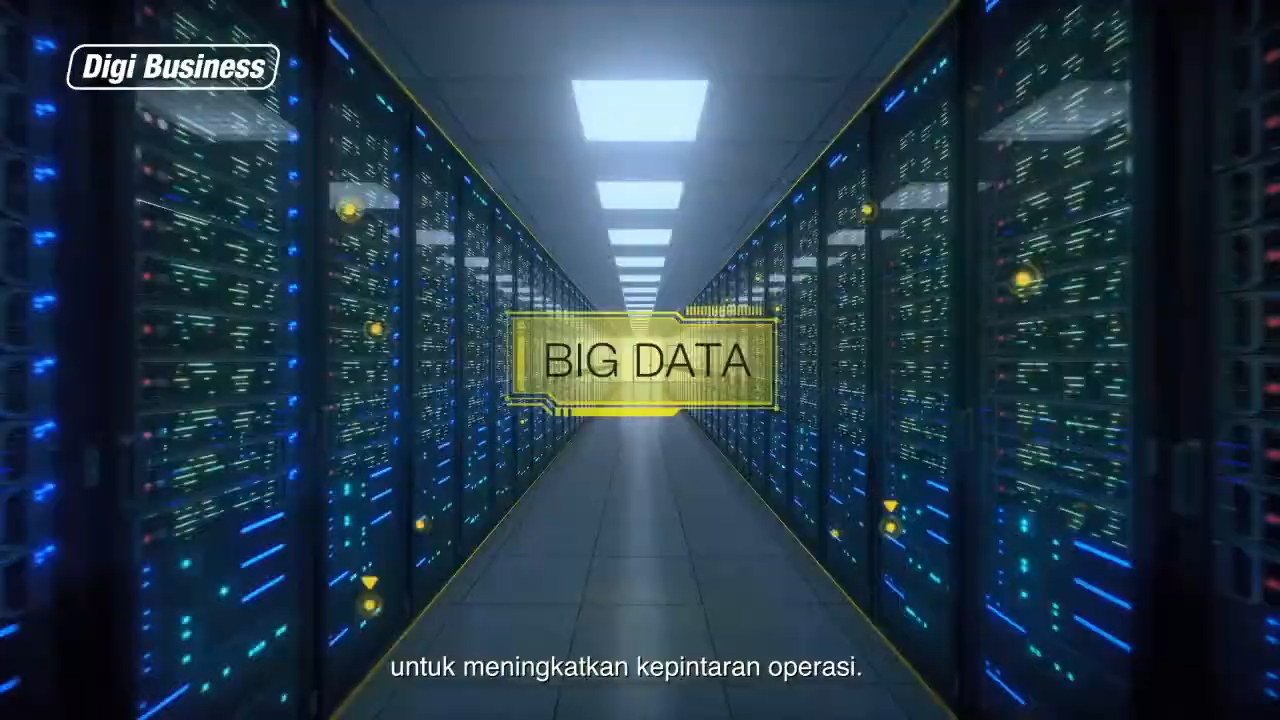 Digi Business
BIG DATA
untuk meningkatkan kepintaran operasi.